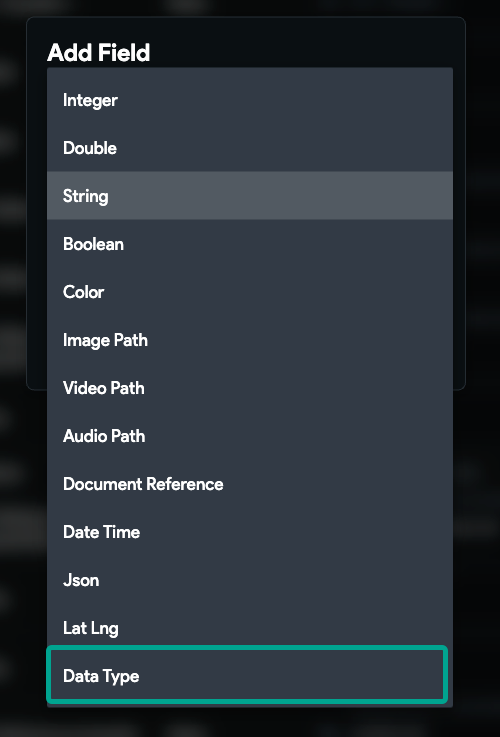 Add Field
Integer
Double
String
Boolean
Color
Image Path
Video Path
Audio Path
Document Reference
Date Time
Json
Lat Lng
Data Type